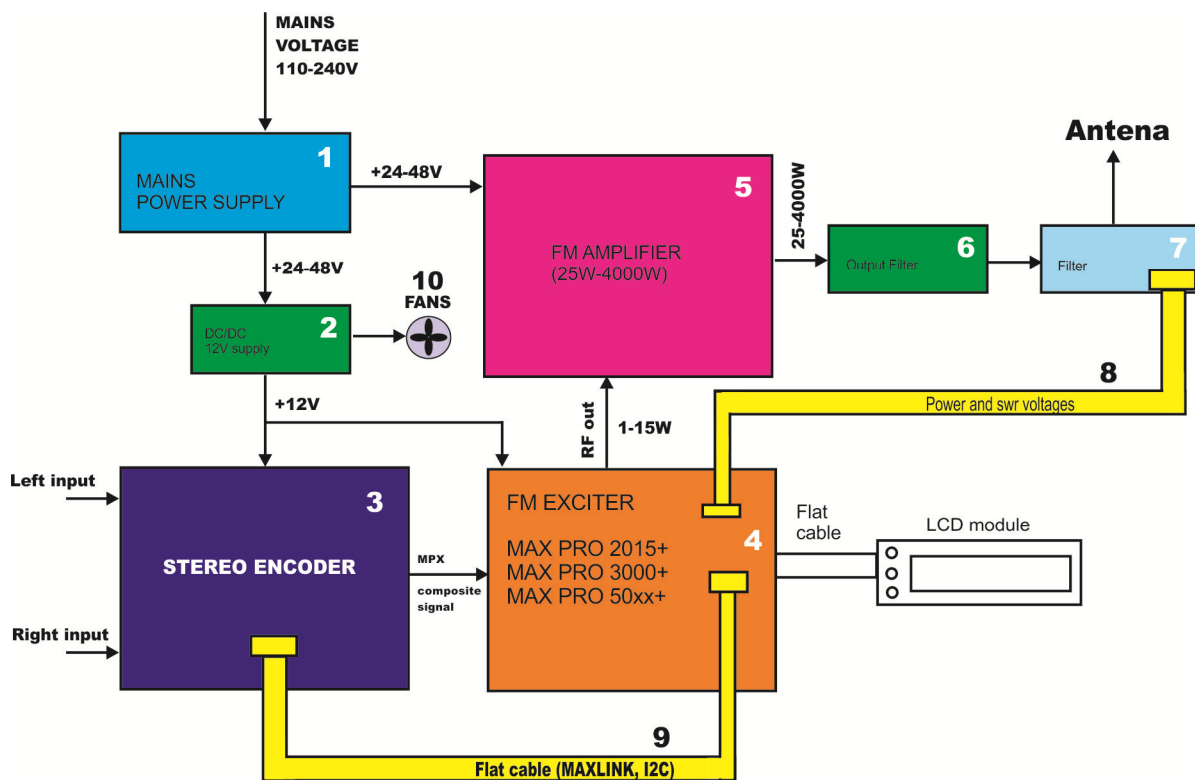 MAINS
VOLTAGE
110-240V
Antena
1
MAINS
POWER SUPPLY
+24-48V
5
FM AMPLIFIER
(25W-4000W)
25-4000W
6
Output Filter
7
Filter
+24-48V
10
FANS
2
DC/DC
12V supply
8
Power and swr voltages
+12V
RF out
1-15W
Left input
3
STEREO ENCODER
Right input
MPX
composite
signal
FM EXCITER
4
MAX PRO 2015+
MAX PRO 3000+
MAX PRO 50xx+
Flat
cable
LCD module
9
Flat cable (MAXLINK, I2C)